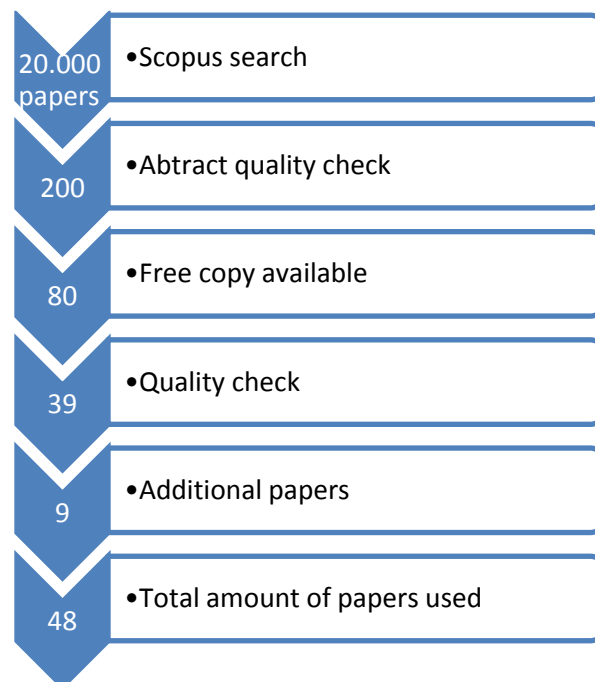 20.000
papers
•Scopus search
200
•Abtract quality check
80
•Free copy available
39
•Quality check
9
•Additional papers
48
•Total amount of papers used